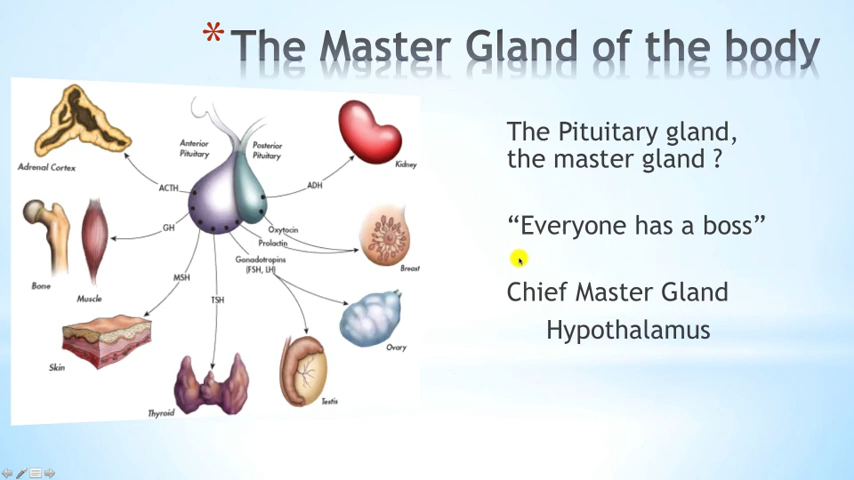 * The Master Gland of the body
The Pituitary gland,
the master gland ?
“Everyone has a boss”
Chief Master Gland
Hypothalamus
Anterior
Pituitary
Posterior
Pituitary
Adrenal Cortex
Kidney
ACTH
ADH
GH
Oxytocin
Prolactin
Gonadotropins
(FSH, LH)
Breast
Bone
Muscle
MSH
TSH
Skin
Ovary
Thyroid
Testis